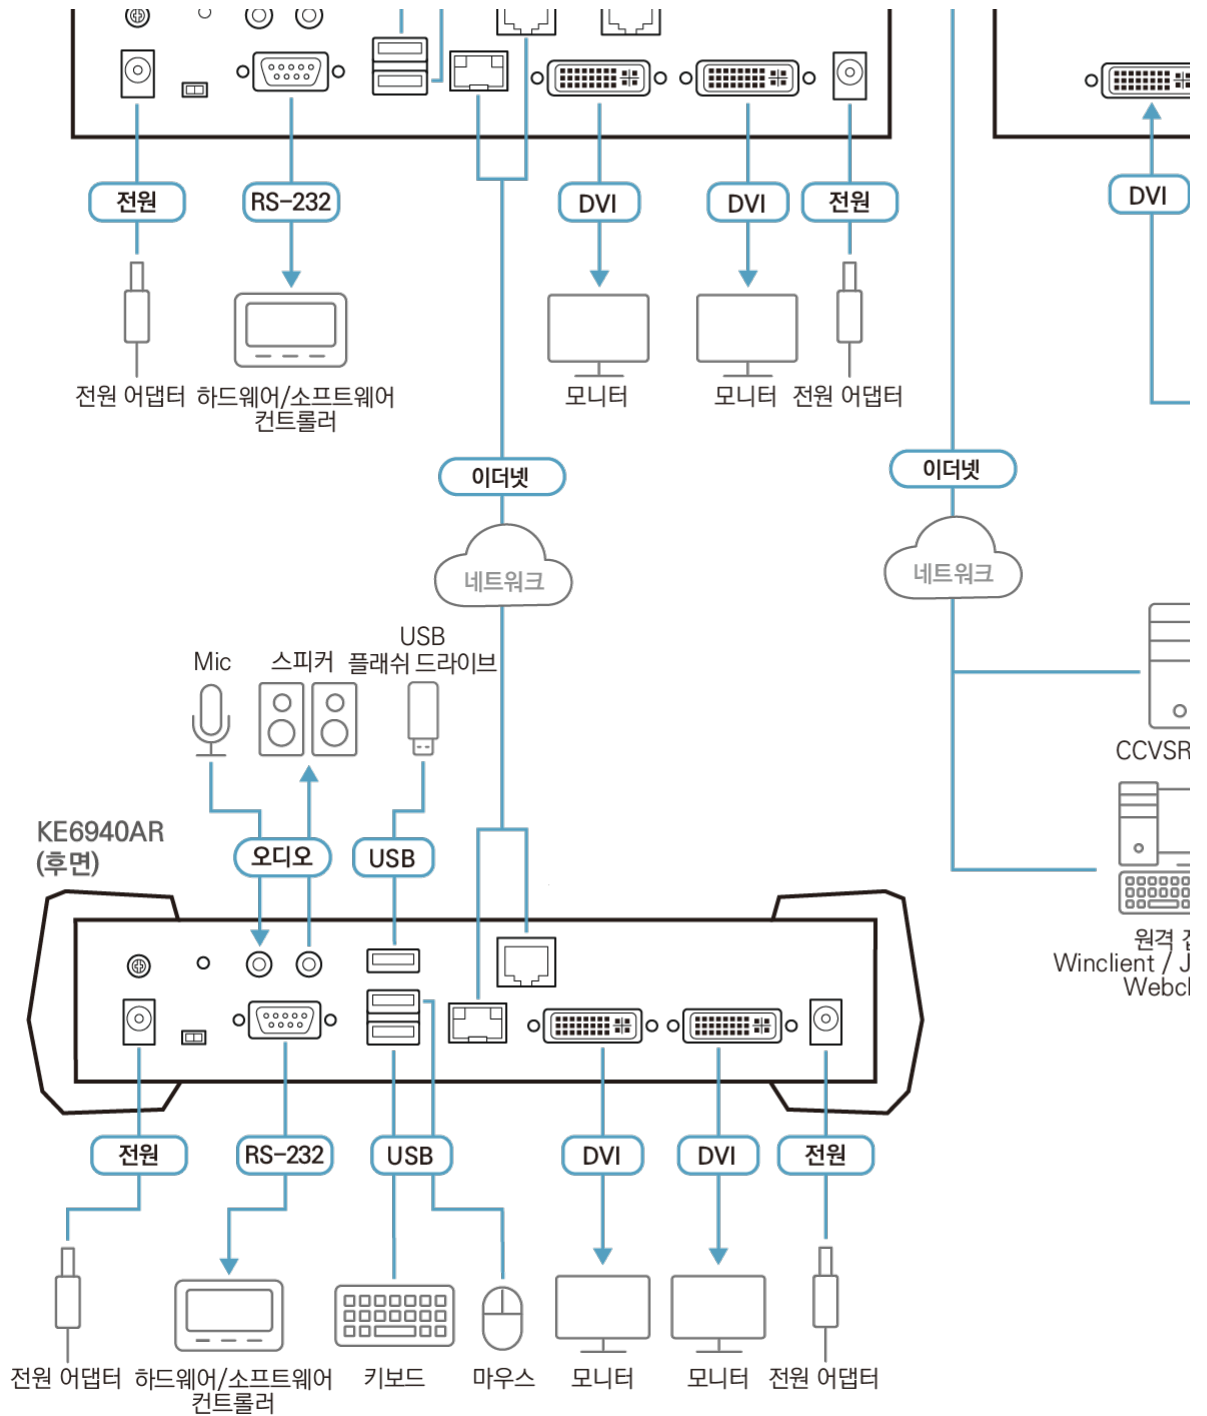 전원
RS-232
DVI
DVI
전원
DVI
전원 어댑터
하드웨어/소프트웨어
컨트롤러
모니터
모니터
전원 어댑터
이더넷
이더넷
네트워크
네트워크
Mic
스피커
USB
플래쉬 드라이브
CCVSR
KE6940AR
(후면)
오디오
USB
원격
Winclient / J
Webcl
전원
RS-232
USB
DVI
DVI
전원
전원 어댑터
하드웨어/소프트웨어
컨트롤러
키보드
마우스
모니터
모니터
전원 어댑터